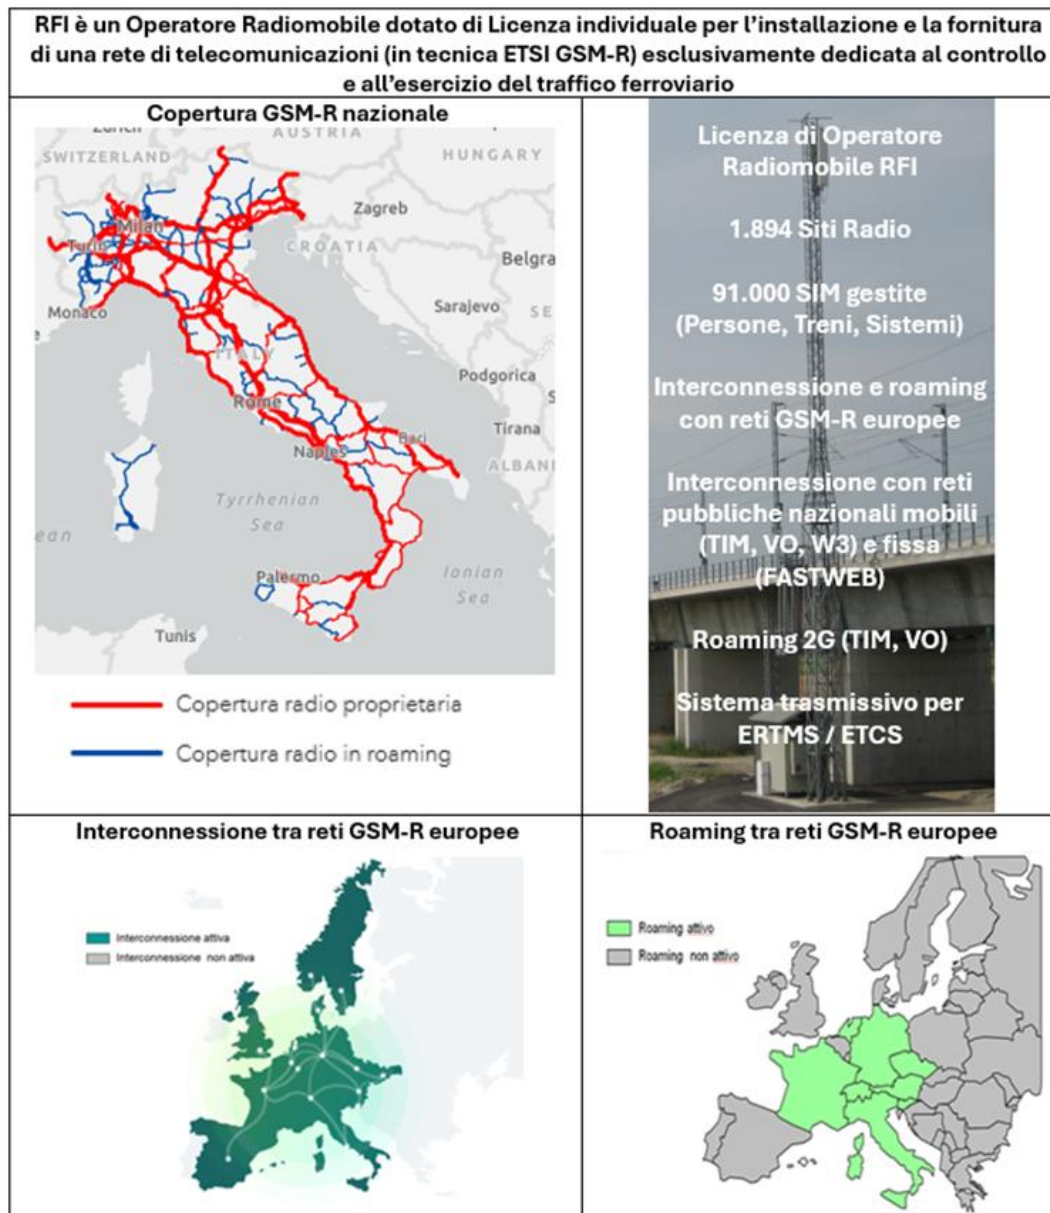 RFI è un Operatore Radiomobile dotato di Licenza individuale per l'installazione e la fornitura
di una rete di telecomunicazioni (in tecnica ETSI GSM-R) esclusivamente dedicata al controllo
e all'esercizio del traffico ferroviario
Copertura GSM-R nazionale
AUSTRIA
SWITZERLAND
HUNGARY
Zagreb
Milan
Turin
CROATIA
Belgra
Monaco
Sarajevo
SE
ITALY
Podgorica
Rome
Tirana
Bari
Naples
ALBANI
Tyrrhenian
Sea
ean
Ionian
Sea
Palermo
Tunis
Copertura radio proprietaria
Copertura radio in roaming
Licenza di Operatore
Radiomobile RFI
1.894 Siti Radio
91.000 SIM gestite
(Persone, Treni, Sistemi)
Interconnessione e roaming
con reti GSM-R europee
Interconnessione con reti
pubbliche nazionali mobili
(TIM, VO, W3) e fissa
(FASTWEB)
Roaming 2G (TIM, VO)
Sistema trasmissivo per
ERTMS / ETCS
Interconnessione tra reti GSM-R europee
Interconnessione attiva
Interconnessione non attiva
Roaming tra reti GSM-R europee
Roaming attivo
Roaming non attivo